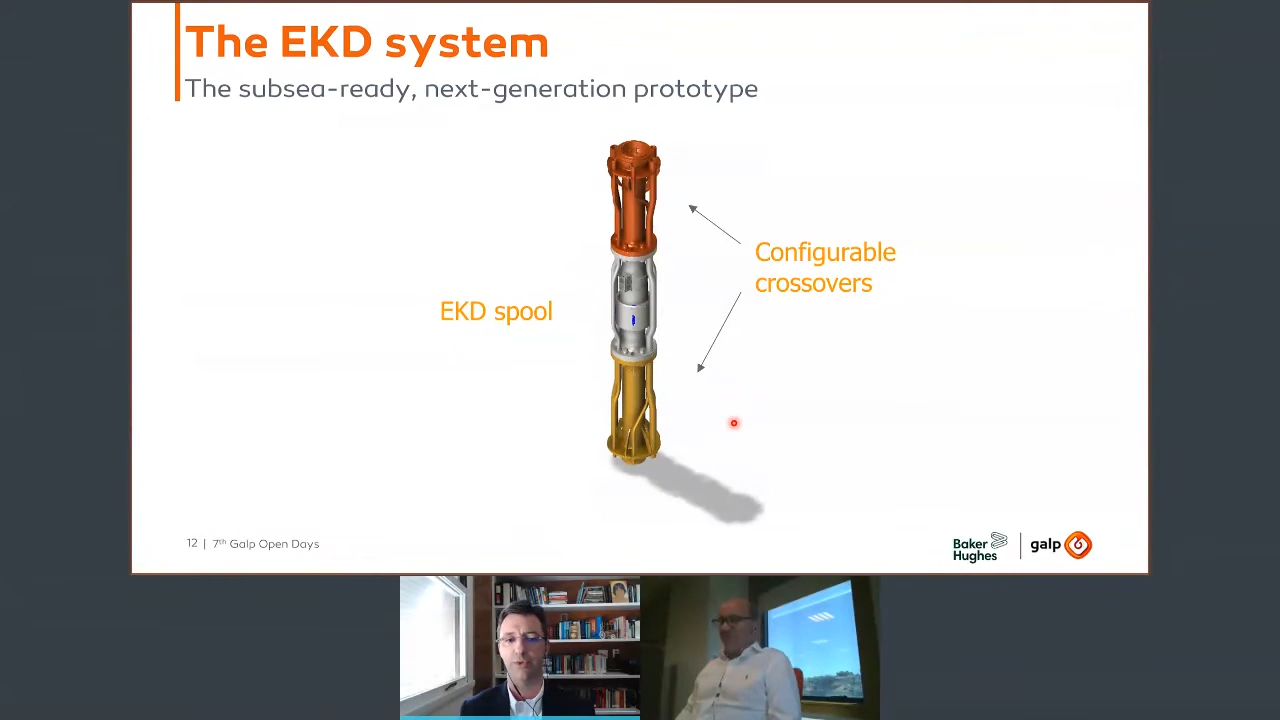 The EKD system
The subsea-ready, next-generation prototype
Configurable
crossovers
EKD spool
12 | 7th Galp Open Days
Baker
Hughes
galp